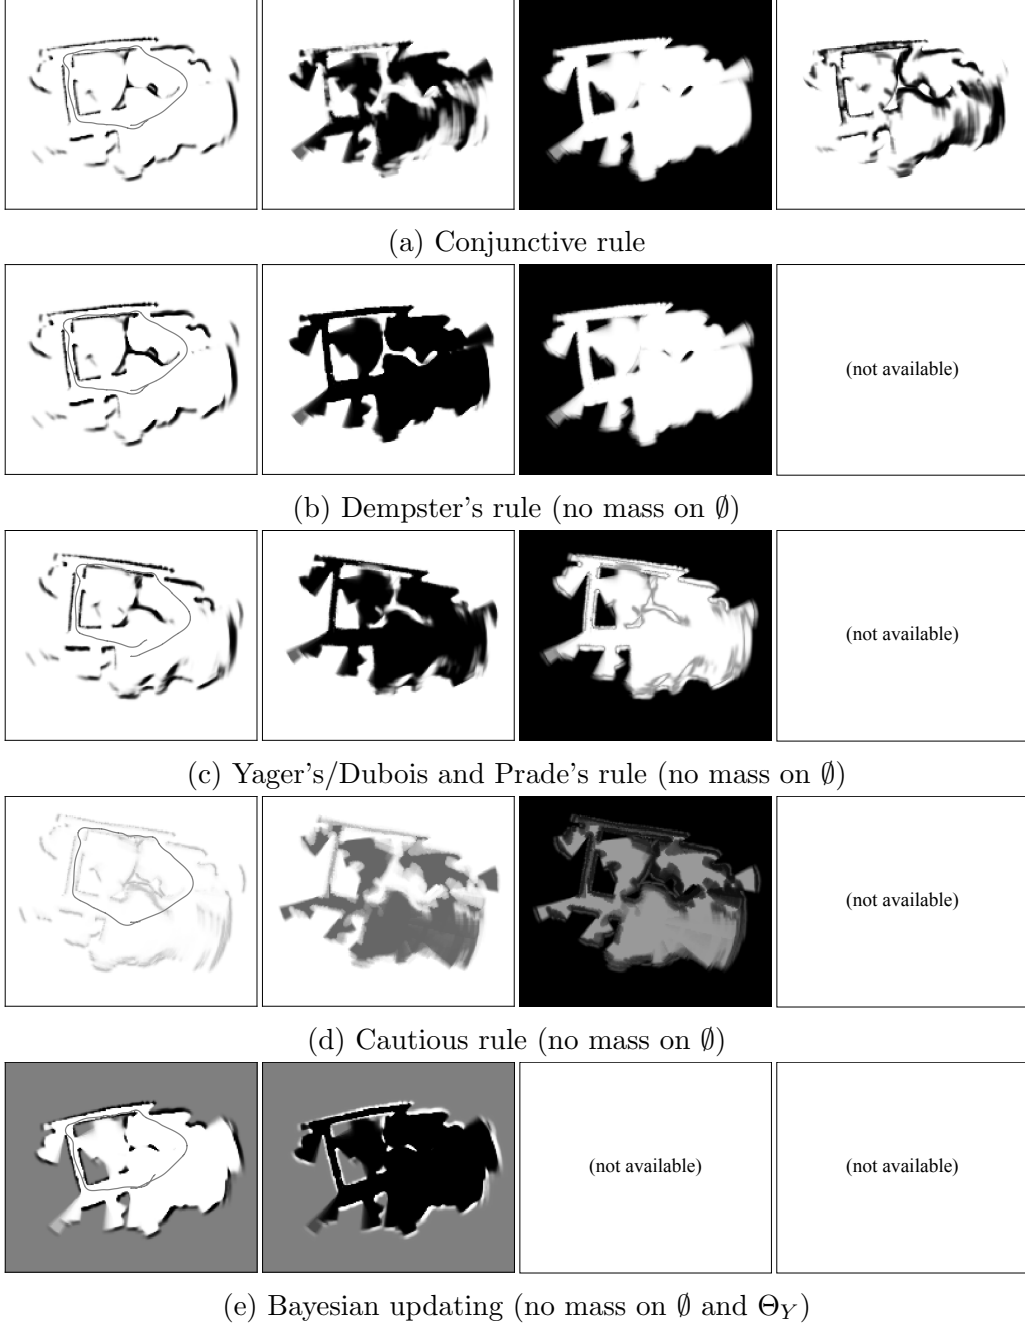 (a) Conjunctive rule
(not available)
(b) Dempster's rule (no mass on ∅)
(not available)
(c) Yager's/Dubois and Prade's rule (no mass on ∅)
(not available)
(d) Cautious rule (no mass on ∅)
(not available) (not available)
(e) Bayesian updating (no mass on ∅ and Θ_Y)